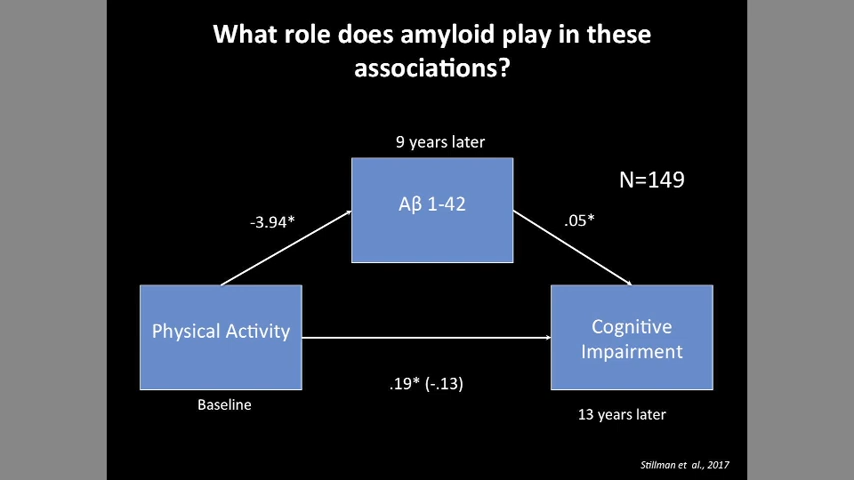 What role does amyloid play in these
associations?
9 years later
N=149
Aβ 1-42
-3.94*
.05*
Physical Activity
Cognitive
Impairment
.19* (-.13)
Baseline
13 years later
Stillman et al., 2017